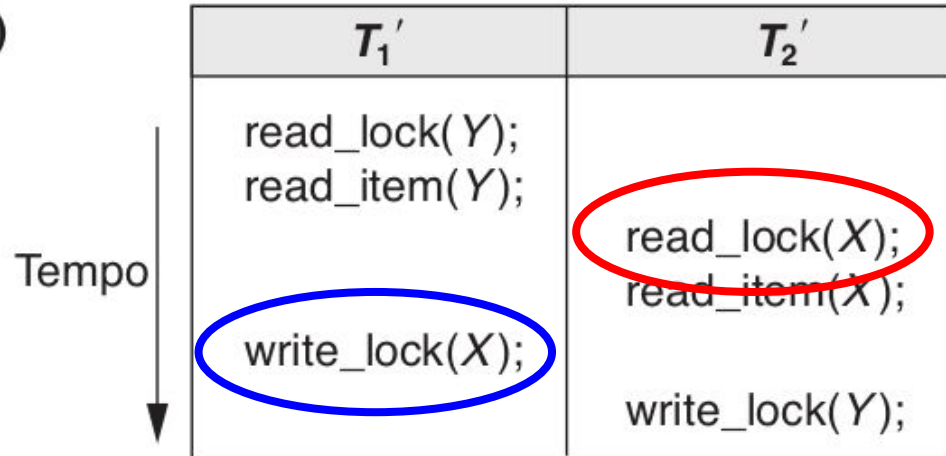 )
T₁′ T₂′
read_lock(Y);
read_item(Y);
read_lock(X);
Tempo
read_item(X);
write_lock(X);
write_lock(Y);